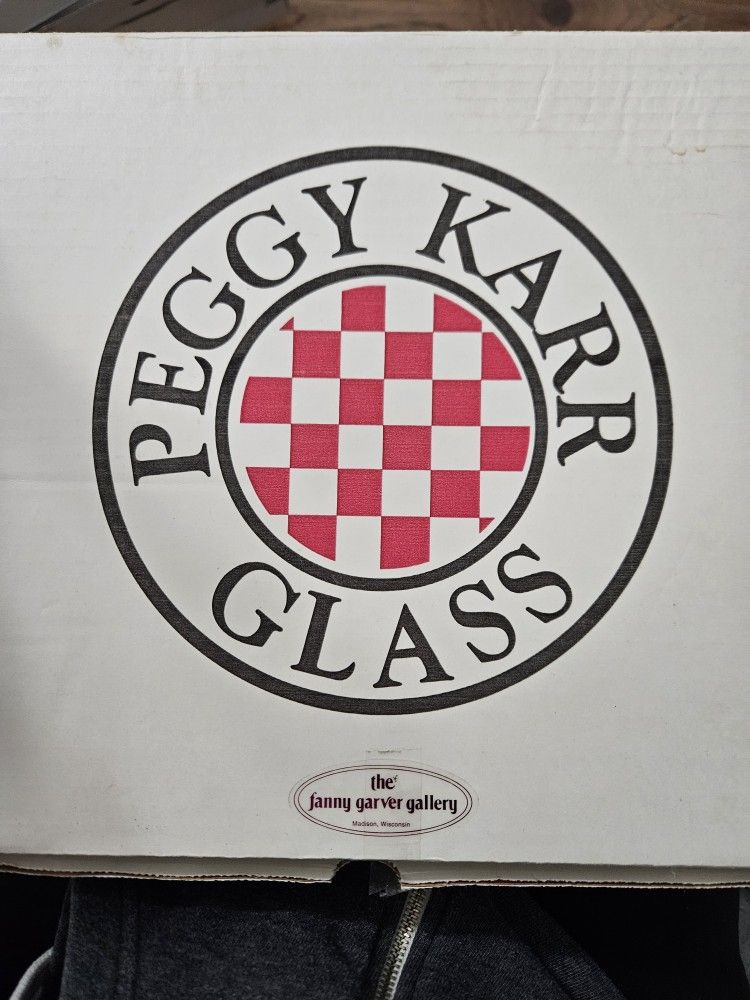 PEGGY KARR
GLASS
the
fanny garver gallery
Madison, Wisconsin